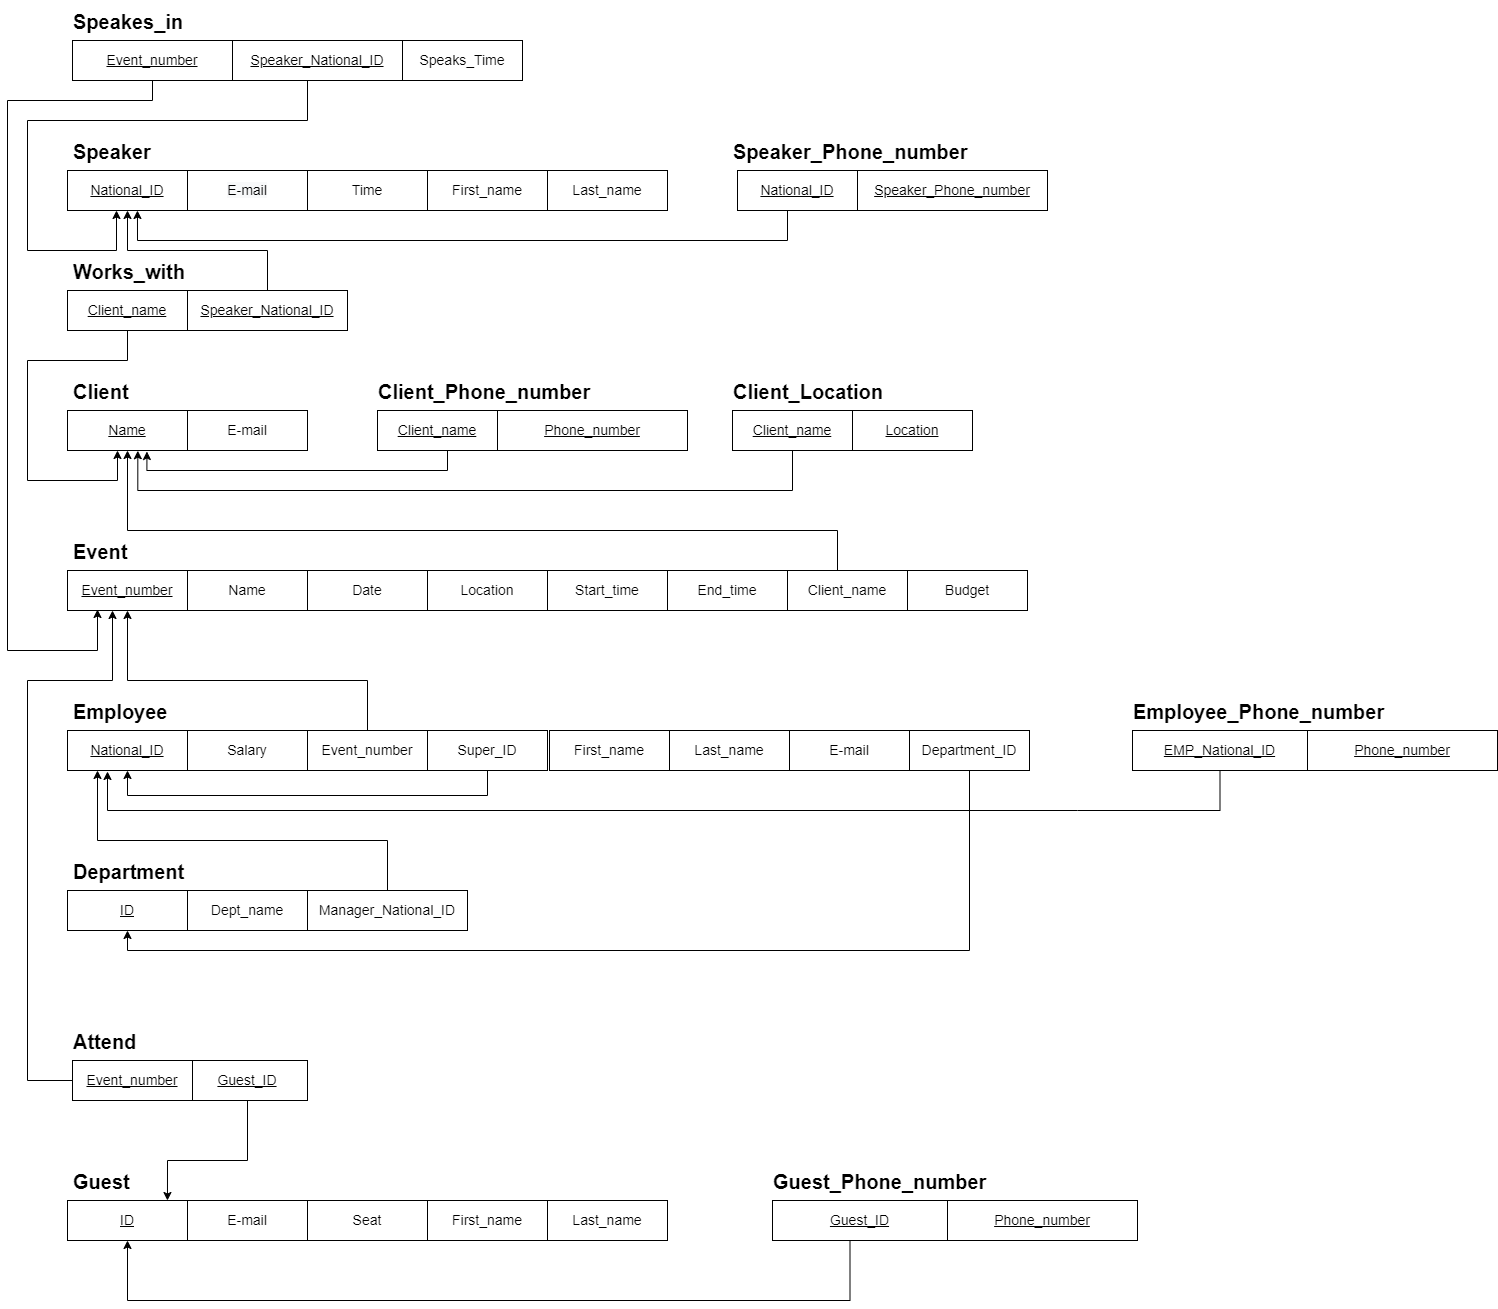 Speakes_in
Event_number Speaker_National_ID Speaks_Time
Speaker Speaker_Phone_number
National_ID E-mail Time First_name Last_name National_ID Speaker_Phone_number
Works_with
Client_name Speaker_National_ID
Client Client_Phone_number Client_Location
Name E-mail Client_name Phone_number Client_name Location
Event
Event_number Name Date Location Start_time End_time Client_name Budget
Employee Employee_Phone_number
National_ID Salary Event_number Super_ID First_name Last_name E-mail Department_ID EMP_National_ID Phone_number
Department
ID Dept_name Manager_National_ID
Attend
Event_number Guest_ID
Guest Guest_Phone_number
ID E-mail Seat First_name Last_name Guest_ID Phone_number